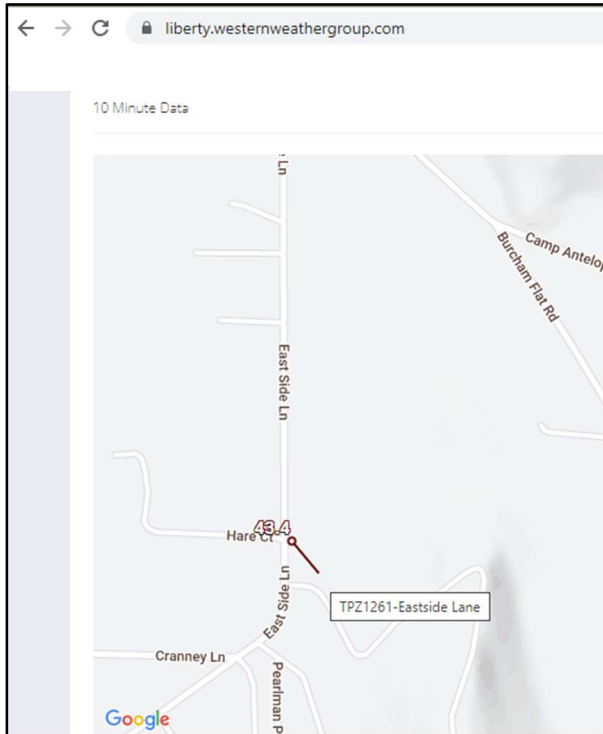 liberty.westernweathergroup.com
10 Minute Data
Ln
Camp Antelo
Burcham Flat Rd
East Side Ln
43.4
Hare Ct
TPZ1261-Eastside Lane
East Side Ln
Cranney Ln
Pearlman P
Google